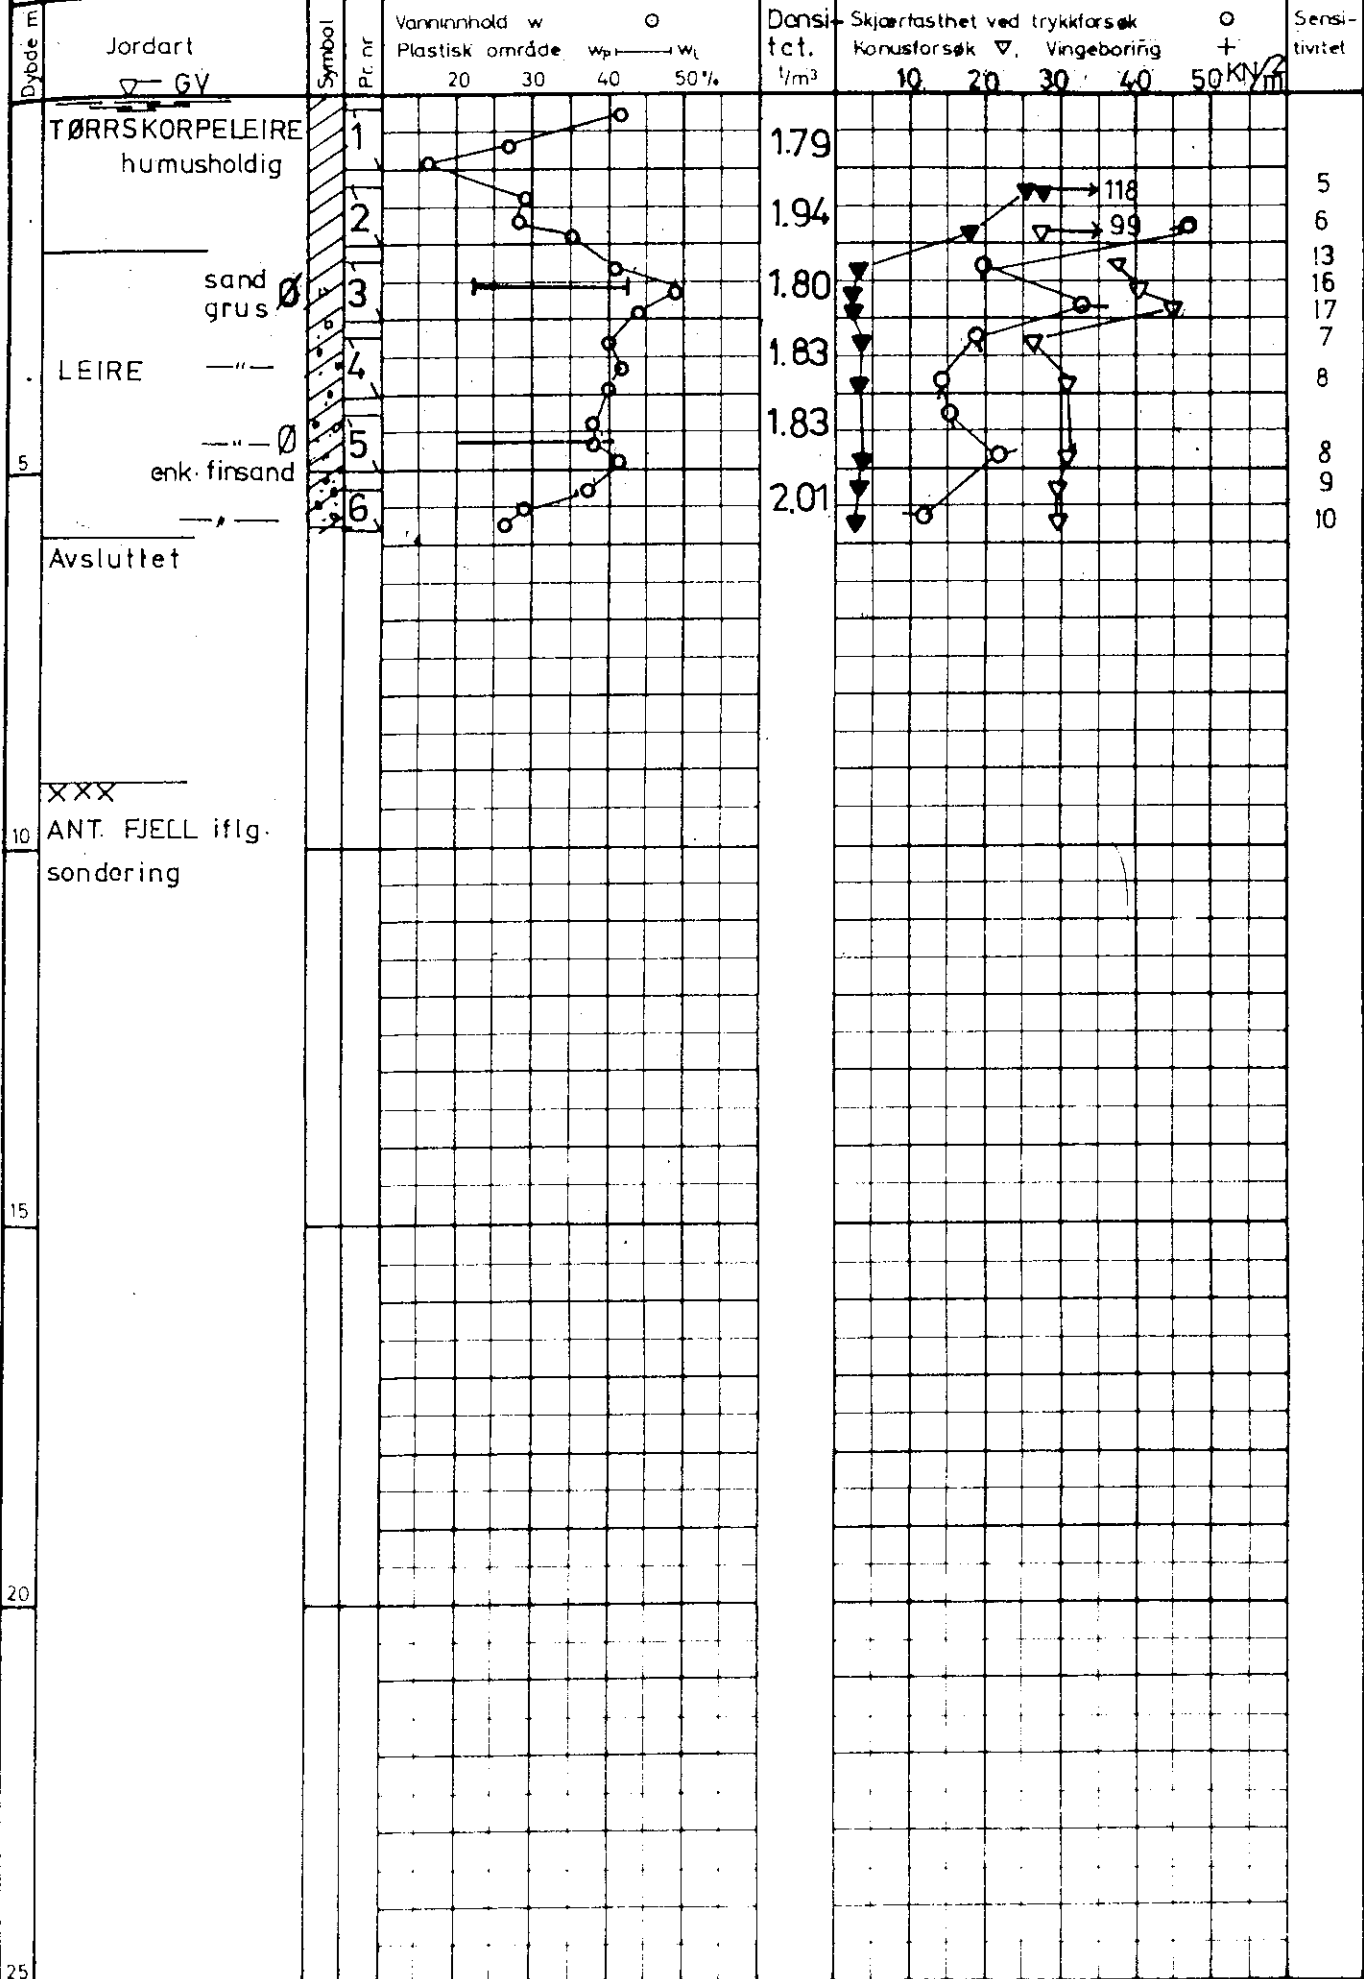 Dybde m
Jordart
GV
Symbol
Pr. nr
Vanninnhold w
Plastisk område wP wL
20 30 40 50%
Densi-
tet.
t/m³
Skjærfasthet ved trykkforsøk
Konusforsøk ▽, Vingeboring +
10 20 30 40 50 KN/m²
Sensi-
tivitet
TØRRSKORPELEIRE
humusholdig
1
1.79
118
5
2
1.94
99
6
13
sand Ø
grus
3
1.80
16
17
7
LEIRE —"—
4
1.83
8
—"— Ø
5
1.83
8
5
enk. finsand
9
6
2.01
—"—
10
Avsluttet
XXX
10
ANT. FJELL iflg.
sondering
15
20
25